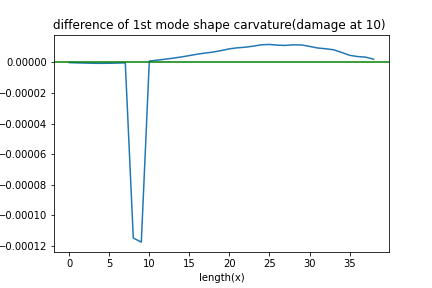 difference of 1st mode shape carvature(damage at 10)
0.00000
−0.00002
−0.00004
−0.00006
−0.00008
−0.00010
−0.00012
0 5 10 15 20 25 30 35
length(x)